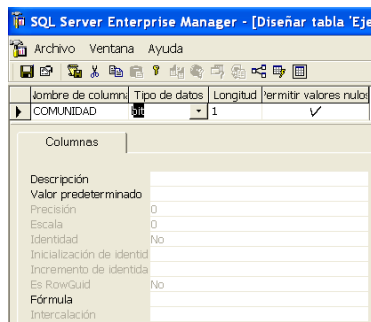 SQL Server Enterprise Manager - [Diseñar tabla 'Eje
Archivo Ventana Ayuda
Nombre de columna Tipo de datos Longitud Permitir valores nulos
COMUNIDAD bit 1
Columnas
Descripción
Valor predeterminado
Precisión 0
Escala 0
Identidad No
Inicialización de identid
Incremento de identida
Es RowGuid No
Fórmula
Intercalación